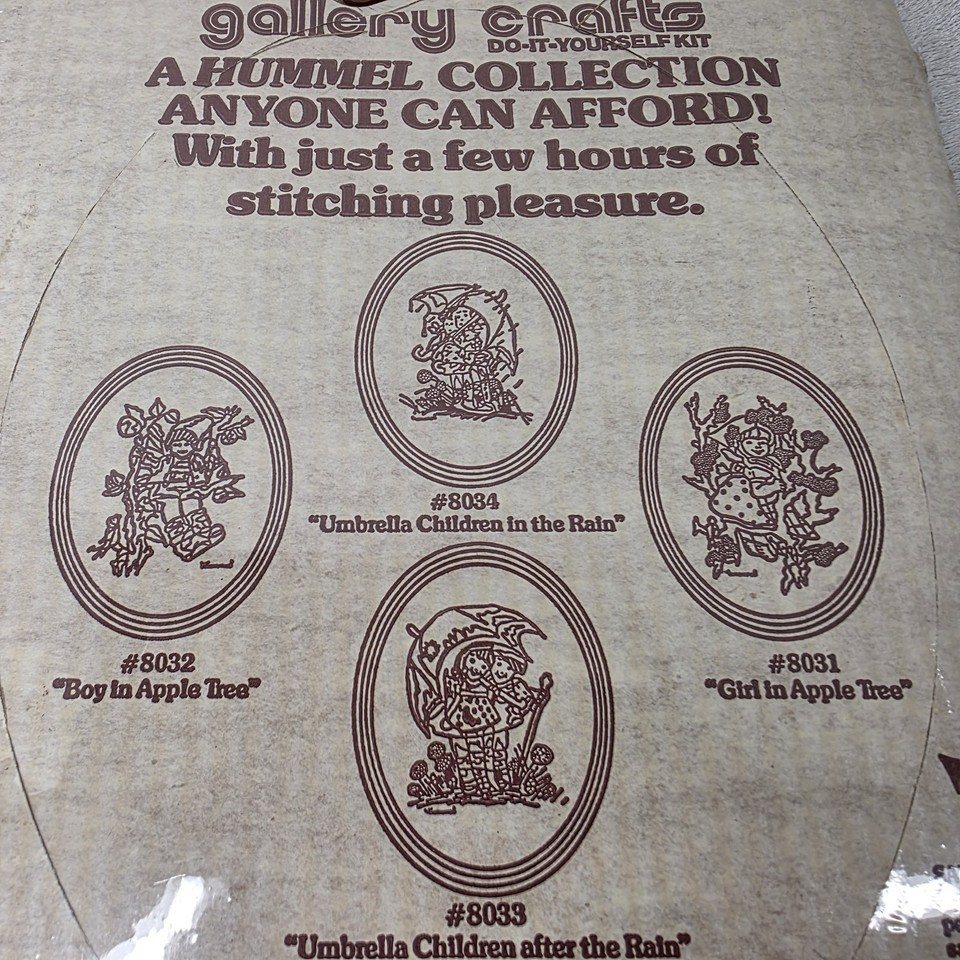 gallery crafts
DO-IT-YOURSELF KIT
A HUMMEL COLLECTION
ANYONE CAN AFFORD!
With just a few hours of
stitching pleasure.
#8034
"Umbrella Children in the Rain"
#8032
"Boy in Apple Tree"
#8031
"Girl in Apple Tree"
#8033
"Umbrella Children after the Rain"